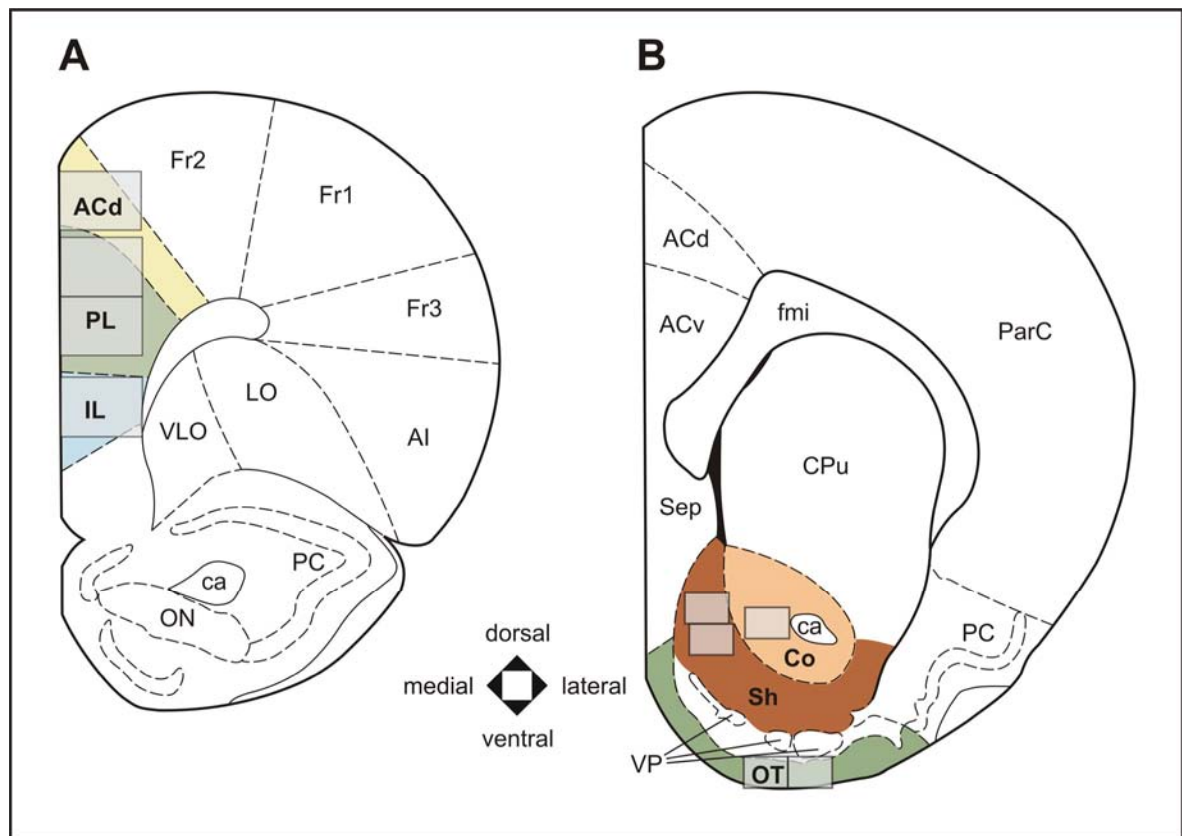 A
Fr2
Fr1
ACd
PL
Fr3
IL
LO
VLO
AI
PC
ca
ON
dorsal
medial
lateral
ventral
B
ACd
ACv
fmi
ParC
CPu
Sep
ca
PC
Co
Sh
VP
OT